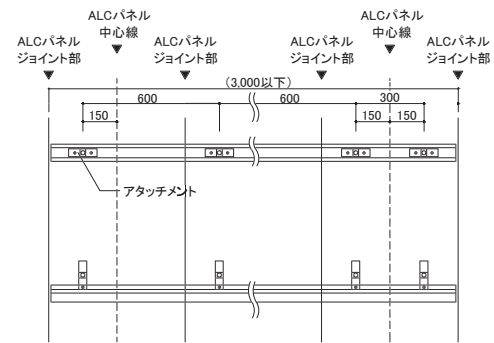 ALCパネル
中心線
ALCパネル
中心線
ALCパネル
ジョイント部
ALCパネル
ジョイント部
ALCパネル
ジョイント部
ALCパネル
ジョイント部
(3,000以下)
600
600
300
150
150
150
アタッチメント